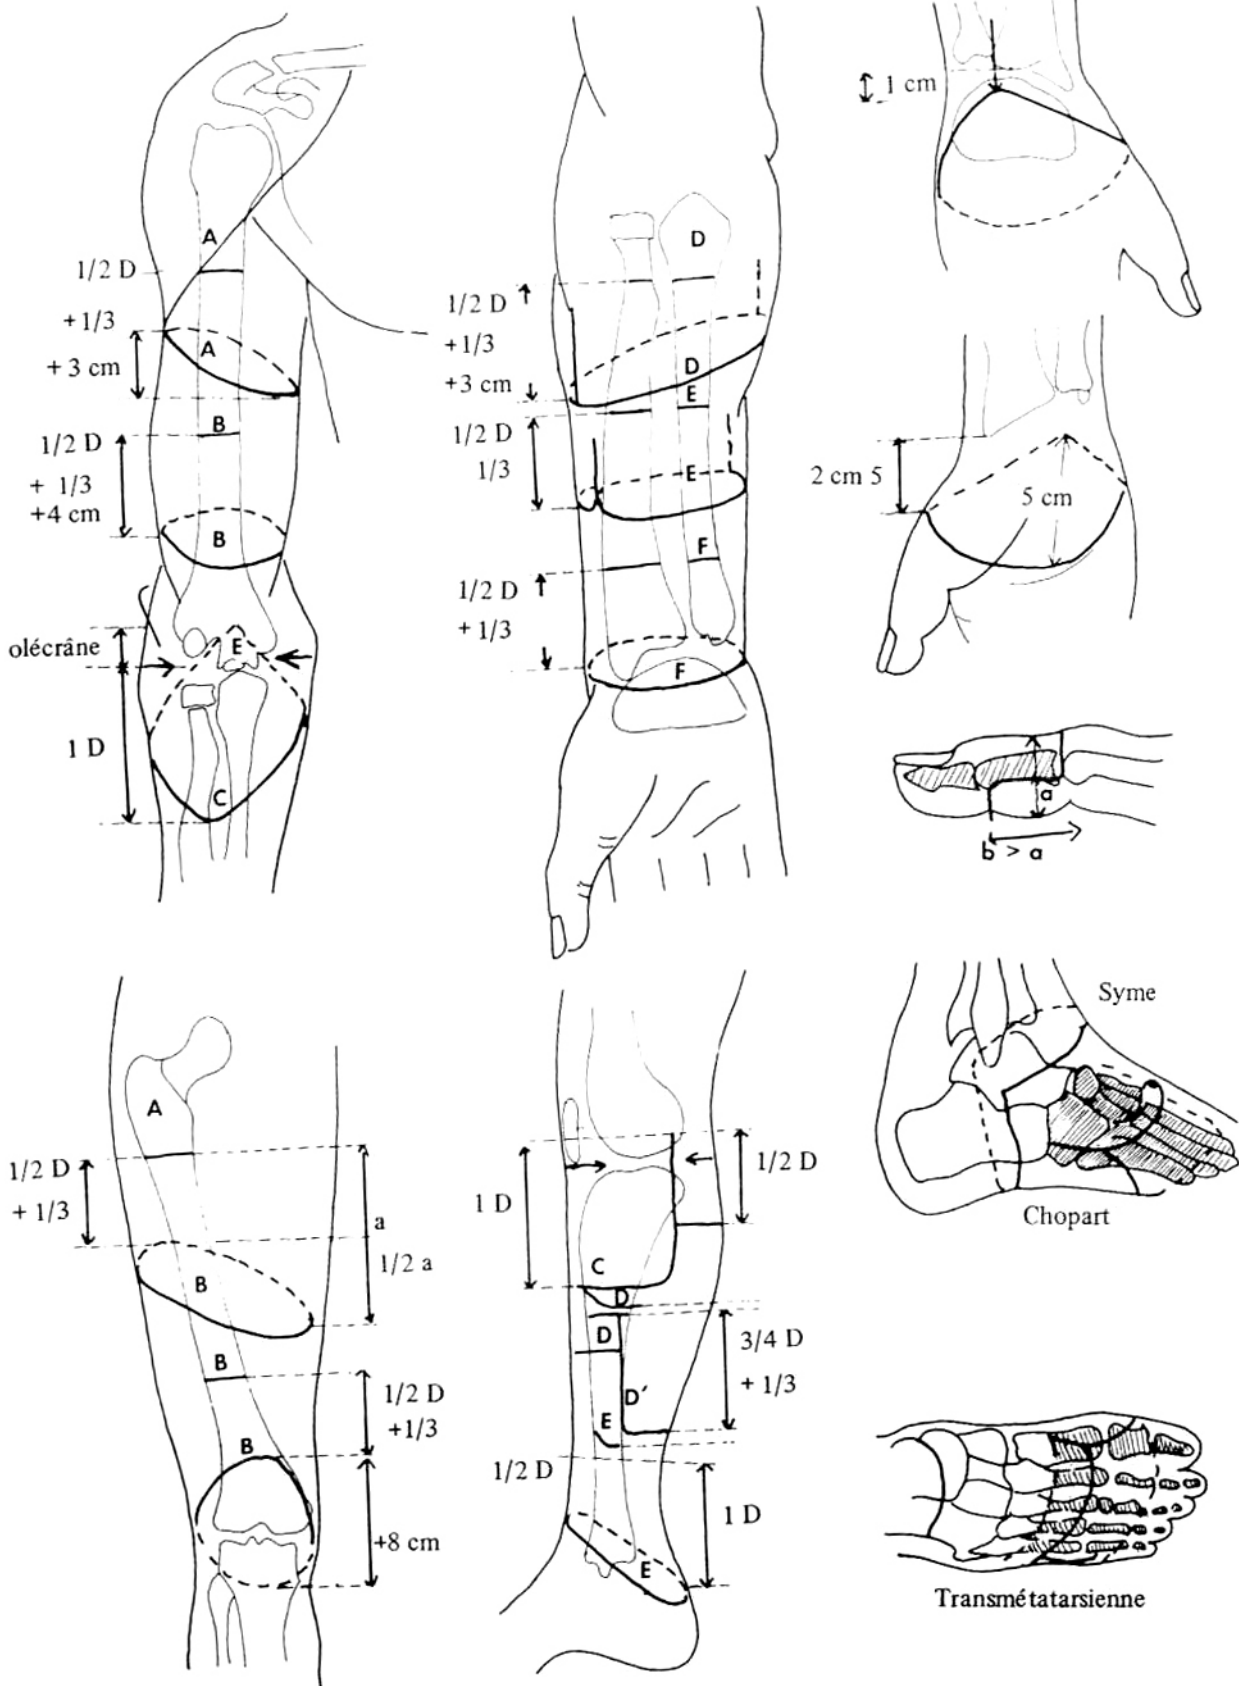 A
1/2 D
+1/3
+3 cm
A
B
1/2 D
+ 1/3
+4 cm
B
olécrâne
E
1 D
C
D
1/2 D
+1/3
+3 cm
D
E
1/2 D
1/3
E
F
1/2 D
+ 1/3
F
1 cm
2 cm 5
5 cm
a
b > a
A
1/2 D
+ 1/3
a
1/2 a
B
B
1/2 D
+1/3
B
+8 cm
1/2 D
1 D
C
D
D
3/4 D
+ 1/3
D'
E
1/2 D
1 D
E
Syme
Chopart
Transmétatarsienne